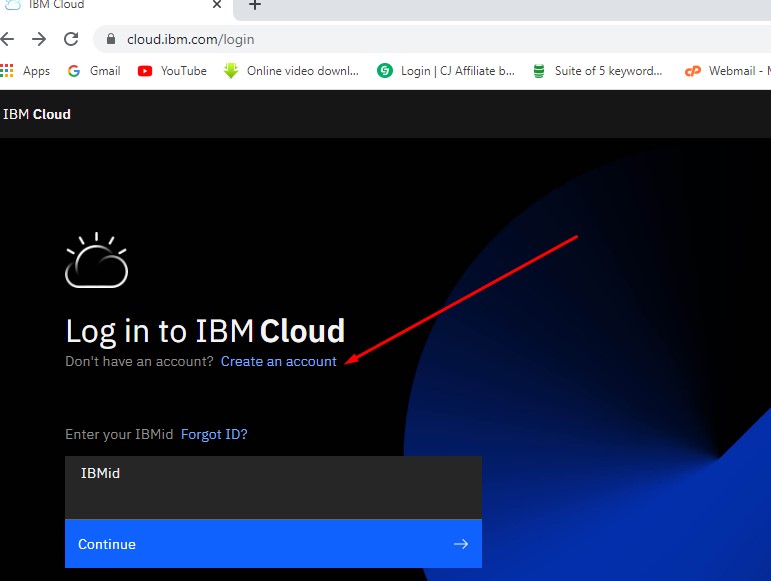 IBM Cloud
cloud.ibm.com/login
Apps Gmail YouTube Online video downl... Login | CJ Affiliate b... Suite of 5 keyword... Webmail -
IBM Cloud
Log in to IBM Cloud
Don't have an account? Create an account
Enter your IBMid Forgot ID?
IBMid
Continue